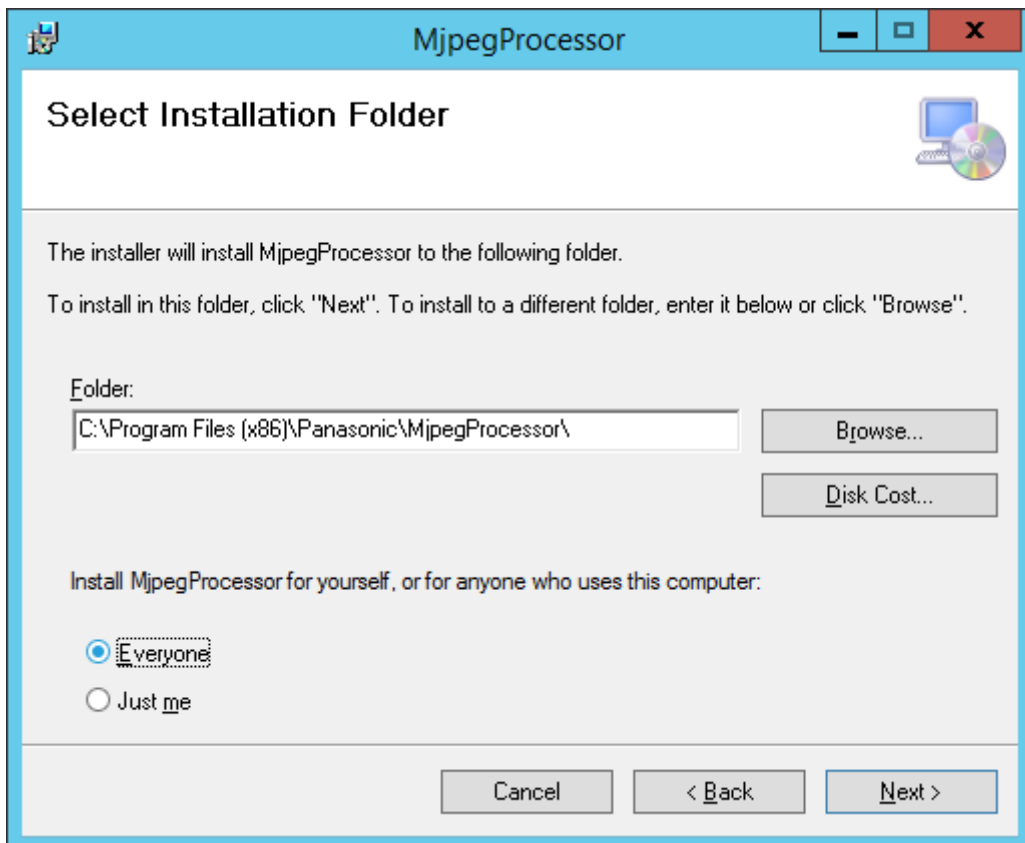 MjpegProcessor
Select Installation Folder
The installer will install MjpegProcessor to the following folder.
To install in this folder, click "Next". To install to a different folder, enter it below or click "Browse".
Folder:
C:\Program Files (x86)\Panasonic\MjpegProcessor\
Browse...
Disk Cost...
Install MjpegProcessor for yourself, or for anyone who uses this computer:
Everyone
Just me
Cancel
< Back
Next >